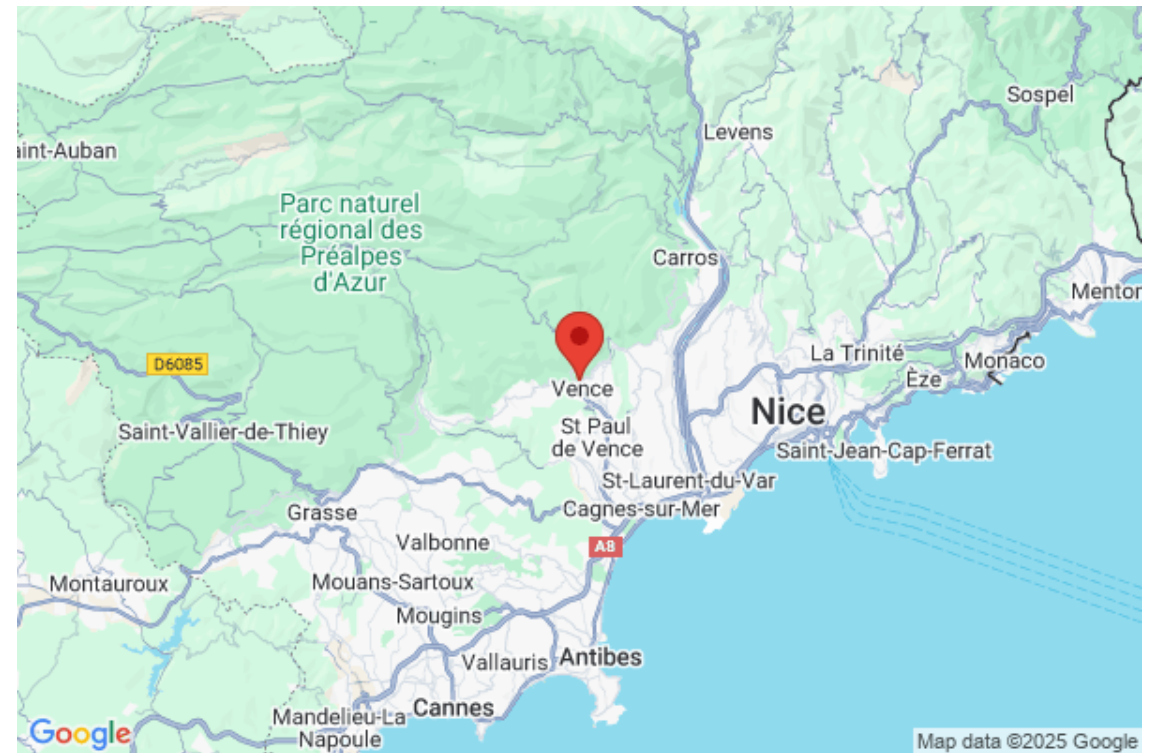 Sospel
Levens
aint-Auban
Parc naturel
régional des
Préalpes
d'Azur
Carros
Mentor
D6085
La Trinité
Monaco
Èze
Vence
Nice
St Paul
de Vence
Saint-Vallier-de-Thiey
Saint-Jean-Cap-Ferrat
St-Laurent-du-Var
Cagnes-sur-Mer
Grasse
Valbonne
A8
Montauroux
Mouans-Sartoux
Mougins
Vallauris
Antibes
Cannes
Mandelieu-La
Napoule
Google
Map data ©2025 Google